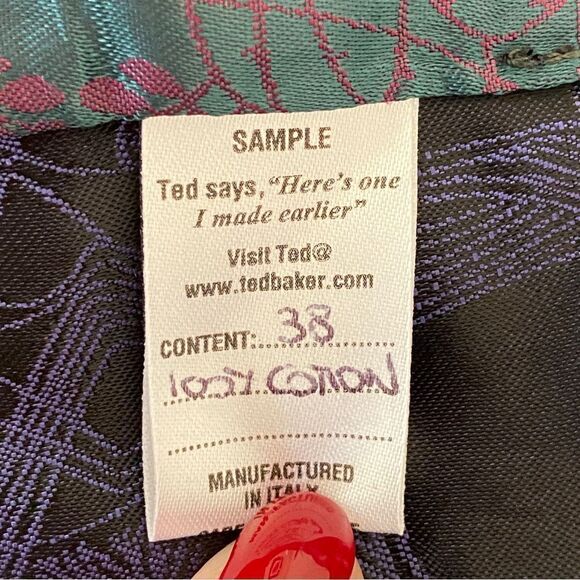 SAMPLE
Ted says, "Here's one
I made earlier"
Visit Ted@
www.tedbaker.com
CONTENT: 38
100% COTTON
MANUFACTURED
IN ITALY